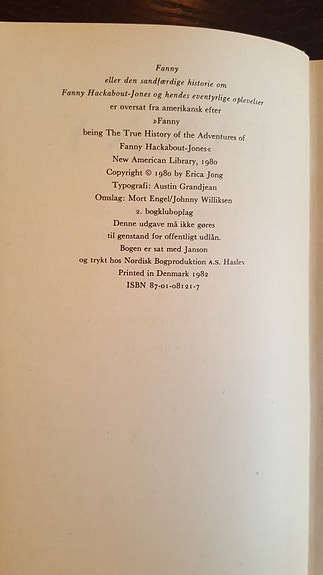 Fanny
eller den sandfærdige historie om
Fanny Hackabout-Jones og hendes eventyrlige oplevelser
er oversat fra amerikansk efter
»Fanny
being The True History of the Adventures of
Fanny Hackabout-Jones«
New American Library, 1980
Copyright © 1980 by Erica Jong
Typografi: Austin Grandjean
Omslag: Mort Engel/Johnny Williksen
2. bogkluboplag
Denne udgave må ikke gøres
til genstand for offentligt udlån.
Bogen er sat med Janson
og trykt hos Nordisk Bogproduktion A.S. Haslev
Printed in Denmark 1982
ISBN 87-01-08121-7